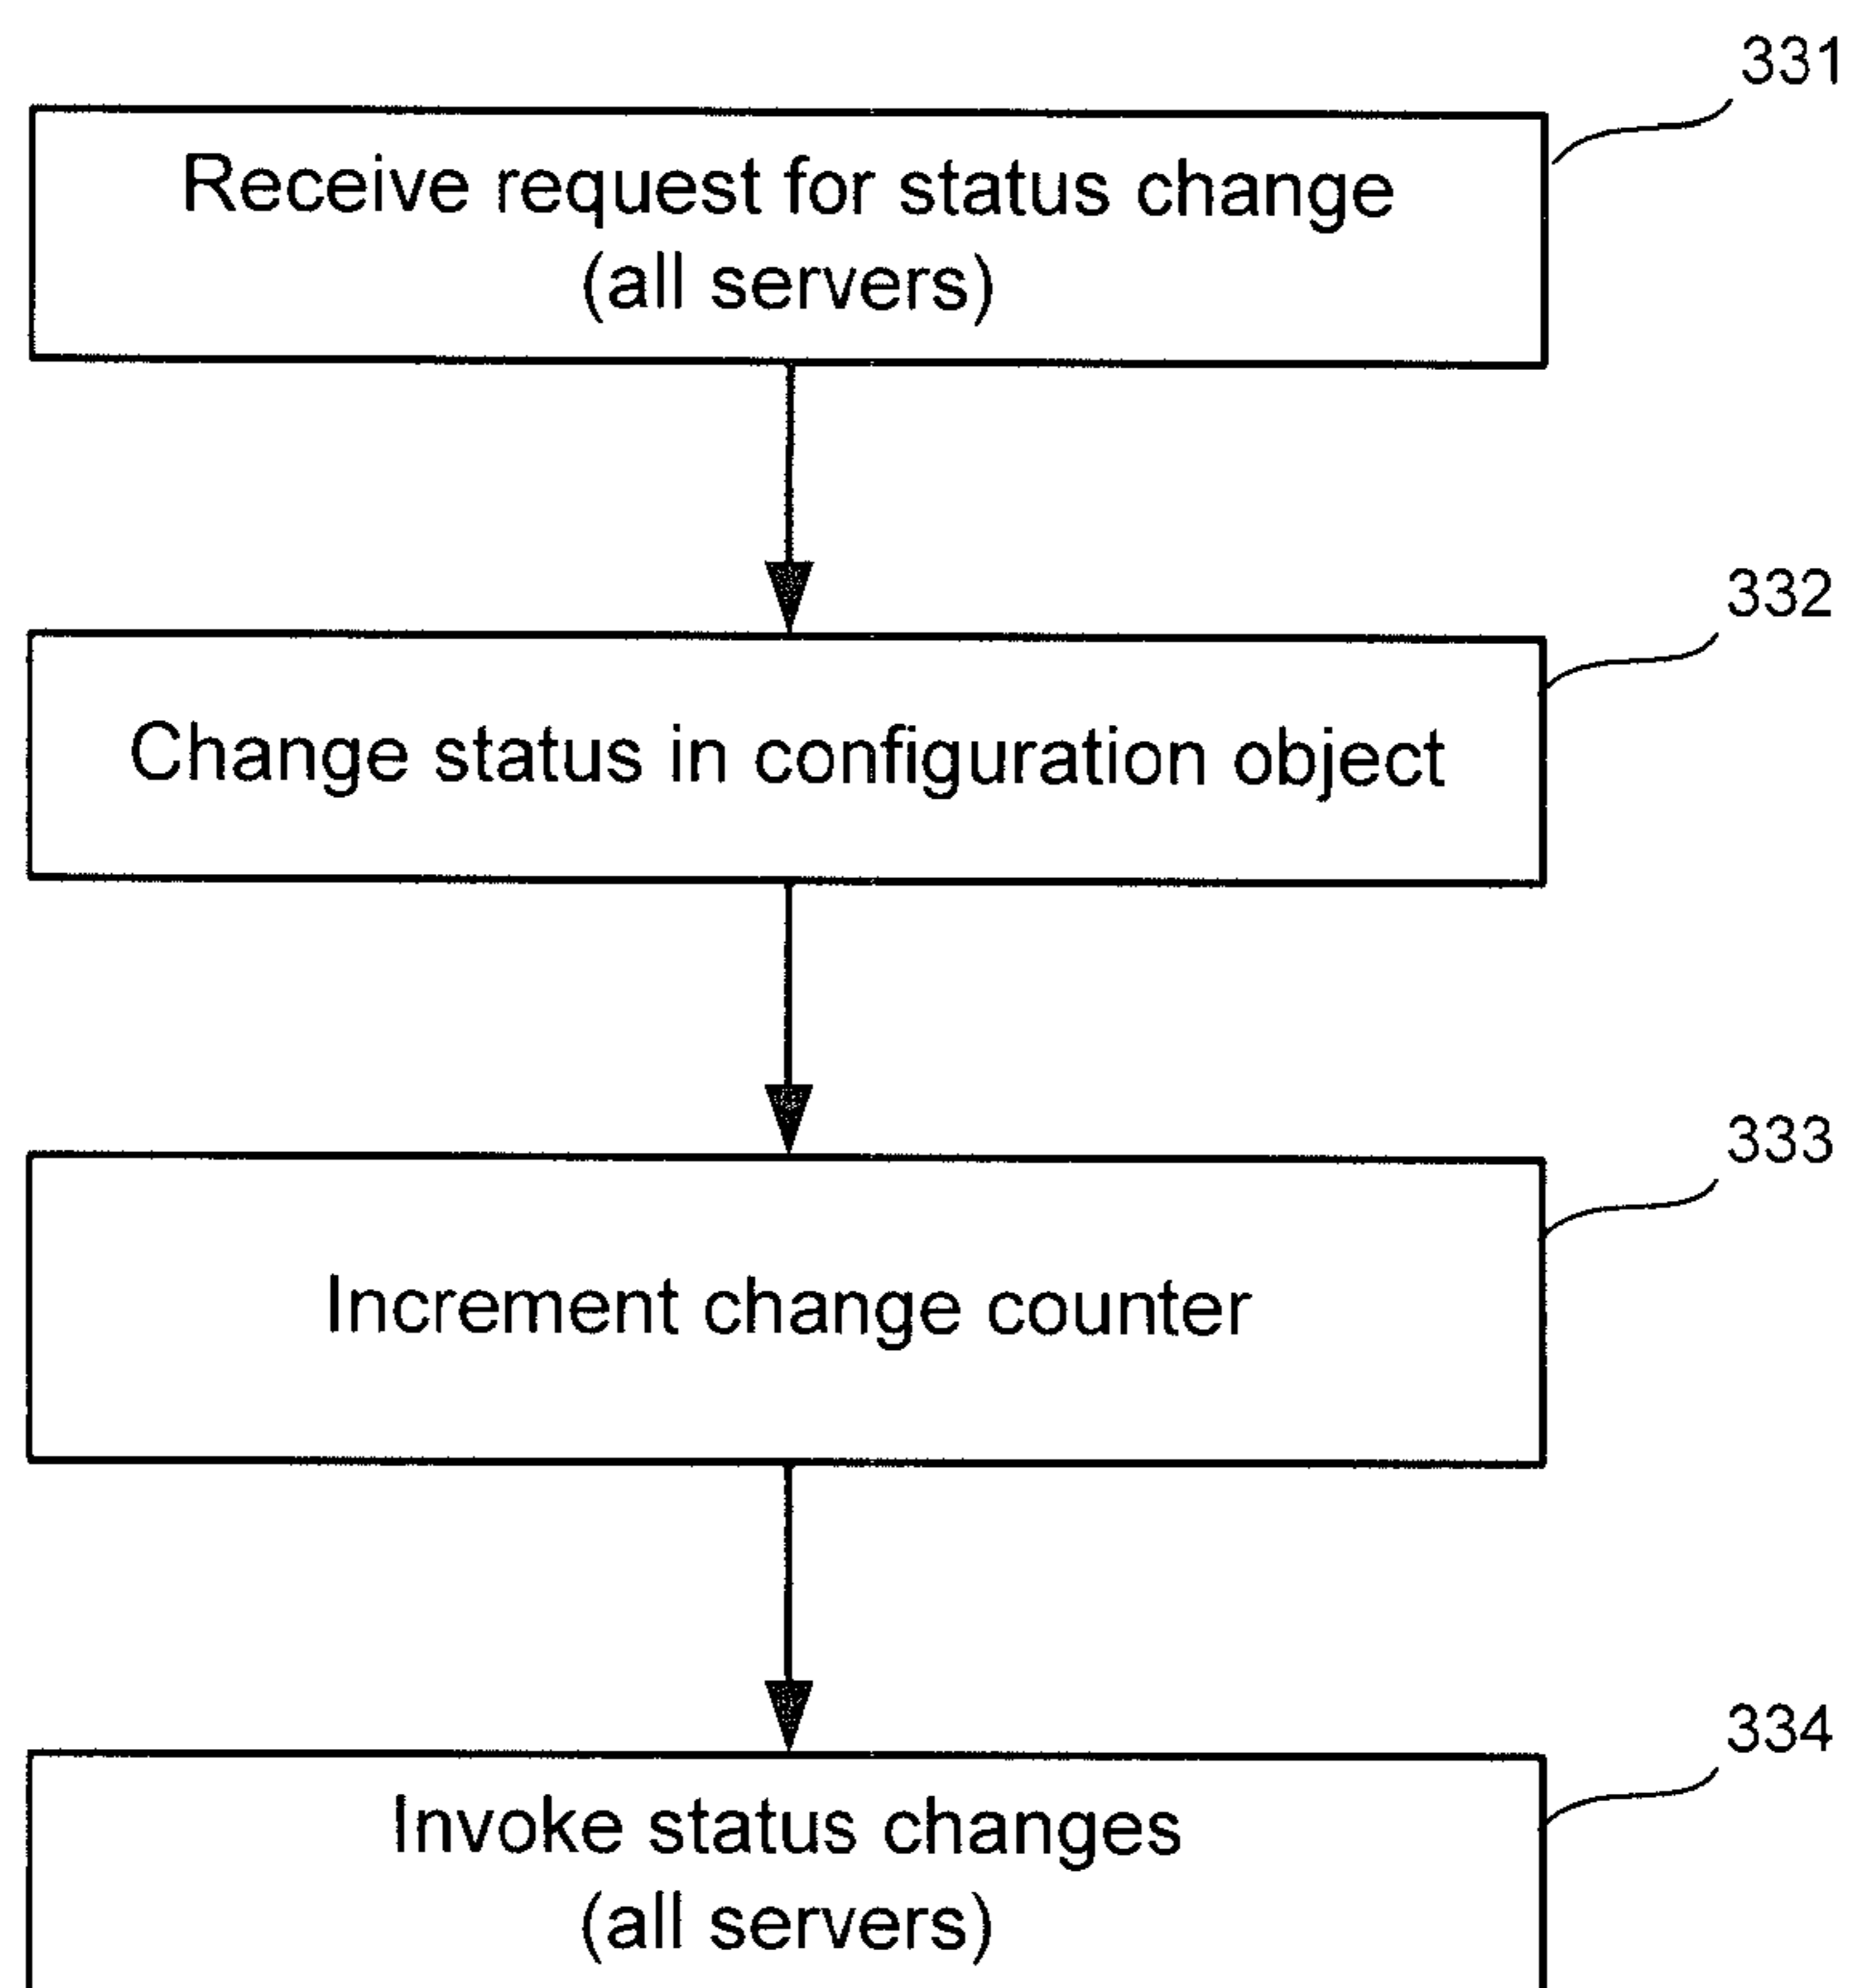 331
Receive request for status change
(all servers)
332
Change status in configuration object
333
Increment change counter
334
Invoke status changes
(all servers)